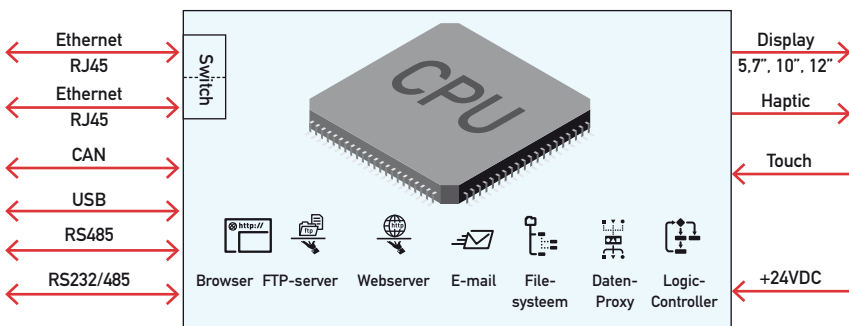 Ethernet
RJ45
Ethernet
RJ45
CAN
USB
RS485
RS232/485
Switch
CPU
http://
ftp
http
Browser FTP-server Webserver E-mail File- Daten- Logic-
systeem Proxy Controller
Display
5,7”, 10”, 12”
Haptic
Touch
+24VDC